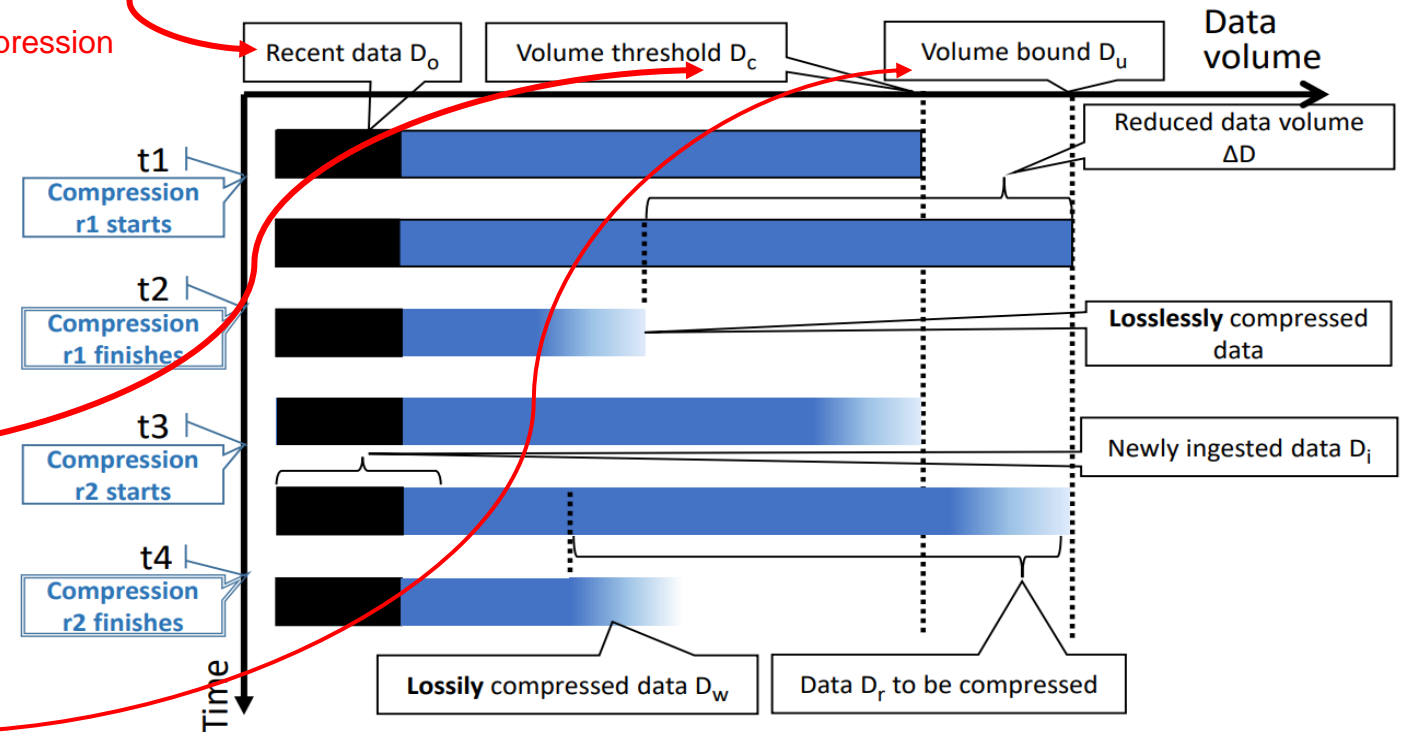 pression
Recent data Do
Volume threshold Dc
Volume bound Du
Data
volume
Reduced data volume
ΔD
t1
Compression
r1 starts
t2
Compression
r1 finishes
Losslessly compressed
data
t3
Compression
r2 starts
Newly ingested data Di
t4
Compression
r2 finishes
Lossily compressed data Dw
Data Dr to be compressed
Time